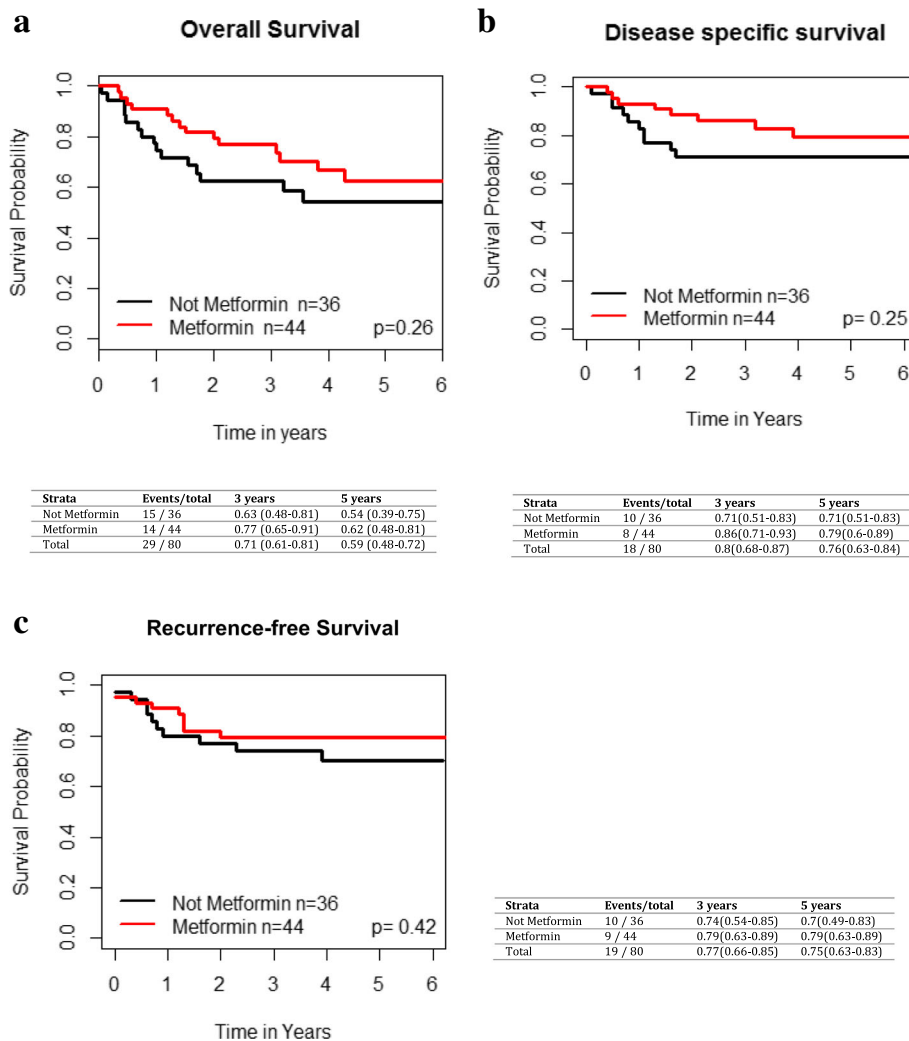 a
Overall Survival
Survival Probability
0.0 0.2 0.4 0.6 0.8 1.0
Not Metformin n=36
Metformin n=44
p=0.26
0 1 2 3 4 5 6
Time in years
Strata Events/total 3 years 5 years
Not Metformin 15 / 36 0.63 (0.48-0.81) 0.54 (0.39-0.75)
Metformin 14 / 44 0.77 (0.65-0.91) 0.62 (0.48-0.81)
Total 29 / 80 0.71 (0.61-0.81) 0.59 (0.48-0.72)
b
Disease specific survival
Survival Probability
0.0 0.2 0.4 0.6 0.8 1.0
Not Metformin n=36
Metformin n=44
p= 0.25
0 1 2 3 4 5 6
Time in Years
Strata Events/total 3 years 5 years
Not Metformin 10 / 36 0.71(0.51-0.83) 0.71(0.51-0.83)
Metformin 8 / 44 0.86(0.71-0.93) 0.79(0.6-0.89)
Total 18 / 80 0.8(0.68-0.87) 0.76(0.63-0.84)
c
Recurrence-free Survival
Survival Probability
0.0 0.2 0.4 0.6 0.8 1.0
Not Metformin n=36
Metformin n=44
p= 0.42
0 1 2 3 4 5 6
Time in Years
Strata Events/total 3 years 5 years
Not Metformin 10 / 36 0.74(0.54-0.85) 0.7(0.49-0.83)
Metformin 9 / 44 0.79(0.63-0.89) 0.79(0.63-0.89)
Total 19 / 80 0.77(0.66-0.85) 0.75(0.63-0.83)